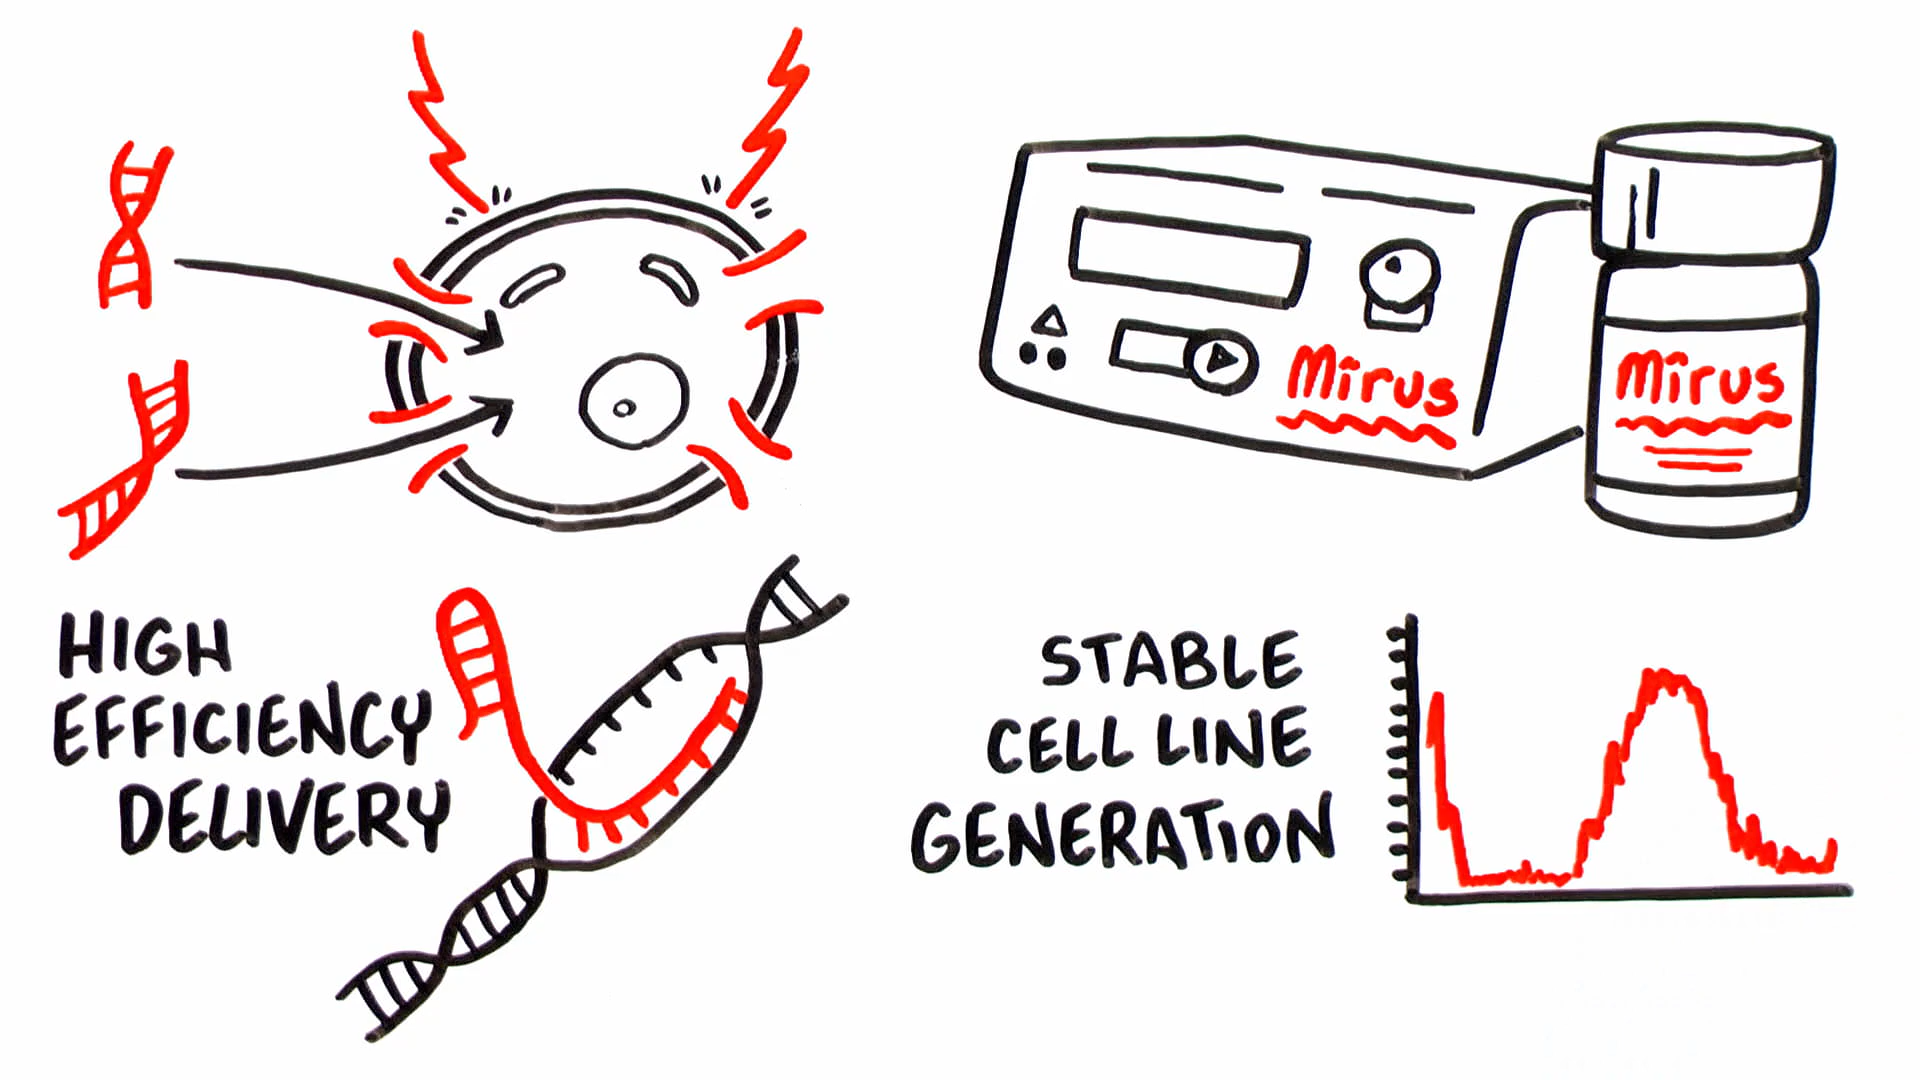 Mirus
Mirus
HIGH
EFFICIENCY
DELIVERY
STABLE
CELL LINE
GENERATION